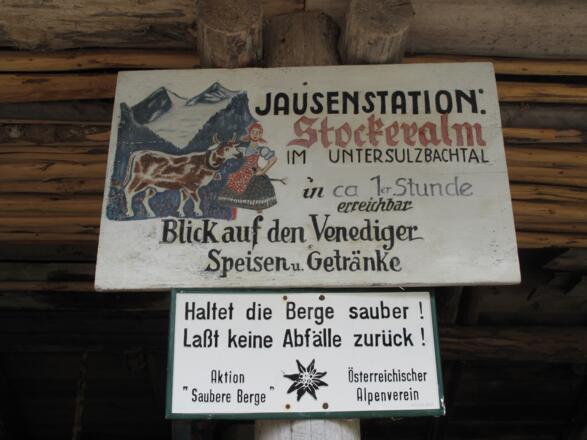 JAUSENSTATION:
Stockeralm
IM UNTERSULZBACHTAL
in ca 1er Stunde
erreichbar
Blick auf den Venediger
Speisen u. Getränke
Haltet die Berge sauber !
Laßt keine Abfälle zurück !
Aktion
"Saubere Berge"
Österreichischer
Alpenverein